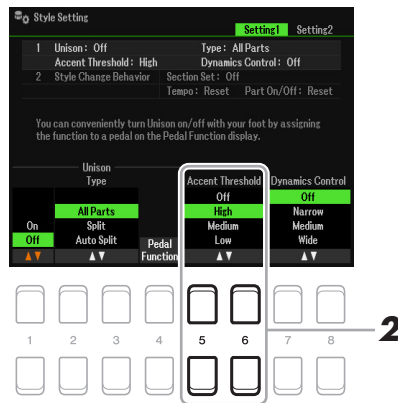 Style Setting
Setting1 Setting2
1 Unison: Off Type: All Parts
Accent Threshold: High Dynamics Control: Off
2 Style Change Behavior Section Set: Off
Tempo: Reset Part On/Off: Reset
You can conveniently turn Unison on/off with your foot by assigning
the function to a pedal on the Pedal Function display.
Unison
Type Accent Threshold Dynamics Control
Off Off
All Parts High Narrow
On Split Medium Medium
Off Auto Split Pedal Low Wide
Function
1 2 3 4 5 6 7 8
2